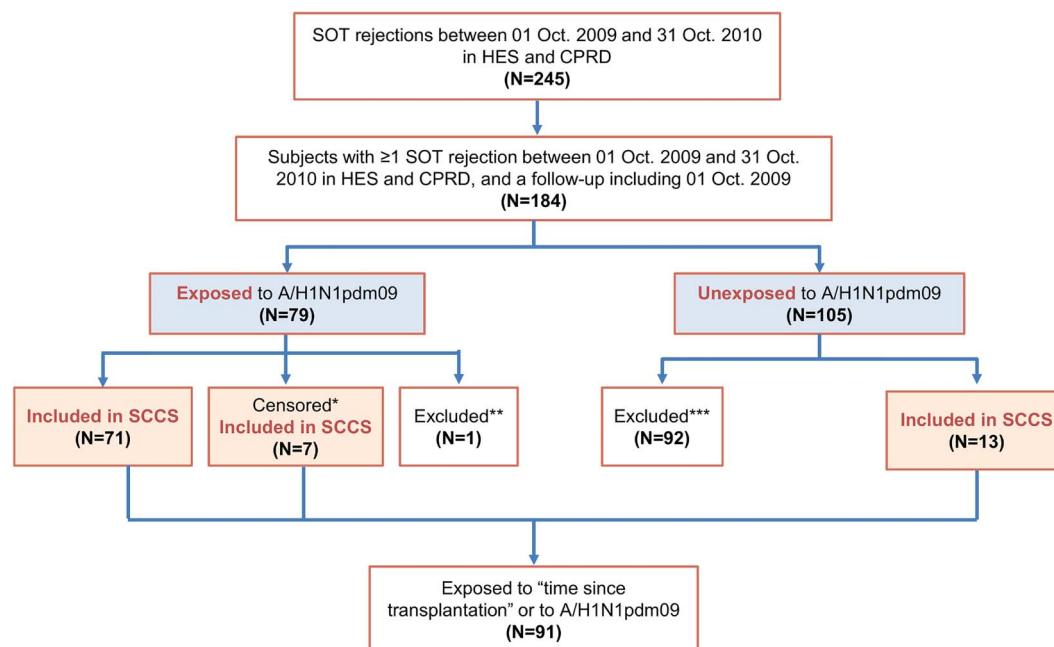 SOT rejections between 01 Oct. 2009 and 31 Oct. 2010
in HES and CPRD
(N=245)
Subjects with ≥1 SOT rejection between 01 Oct. 2009 and 31 Oct.
2010 in HES and CPRD, and a follow-up including 01 Oct. 2009
(N=184)
Exposed to A/H1N1pdm09
(N=79)
Unexposed to A/H1N1pdm09
(N=105)
Included in SCCS
(N=71)
Censored*
Included in SCCS
(N=7)
Excluded**
(N=1)
Excluded***
(N=92)
Included in SCCS
(N=13)
Exposed to “time since
transplantation” or to A/H1N1pdm09
(N=91)